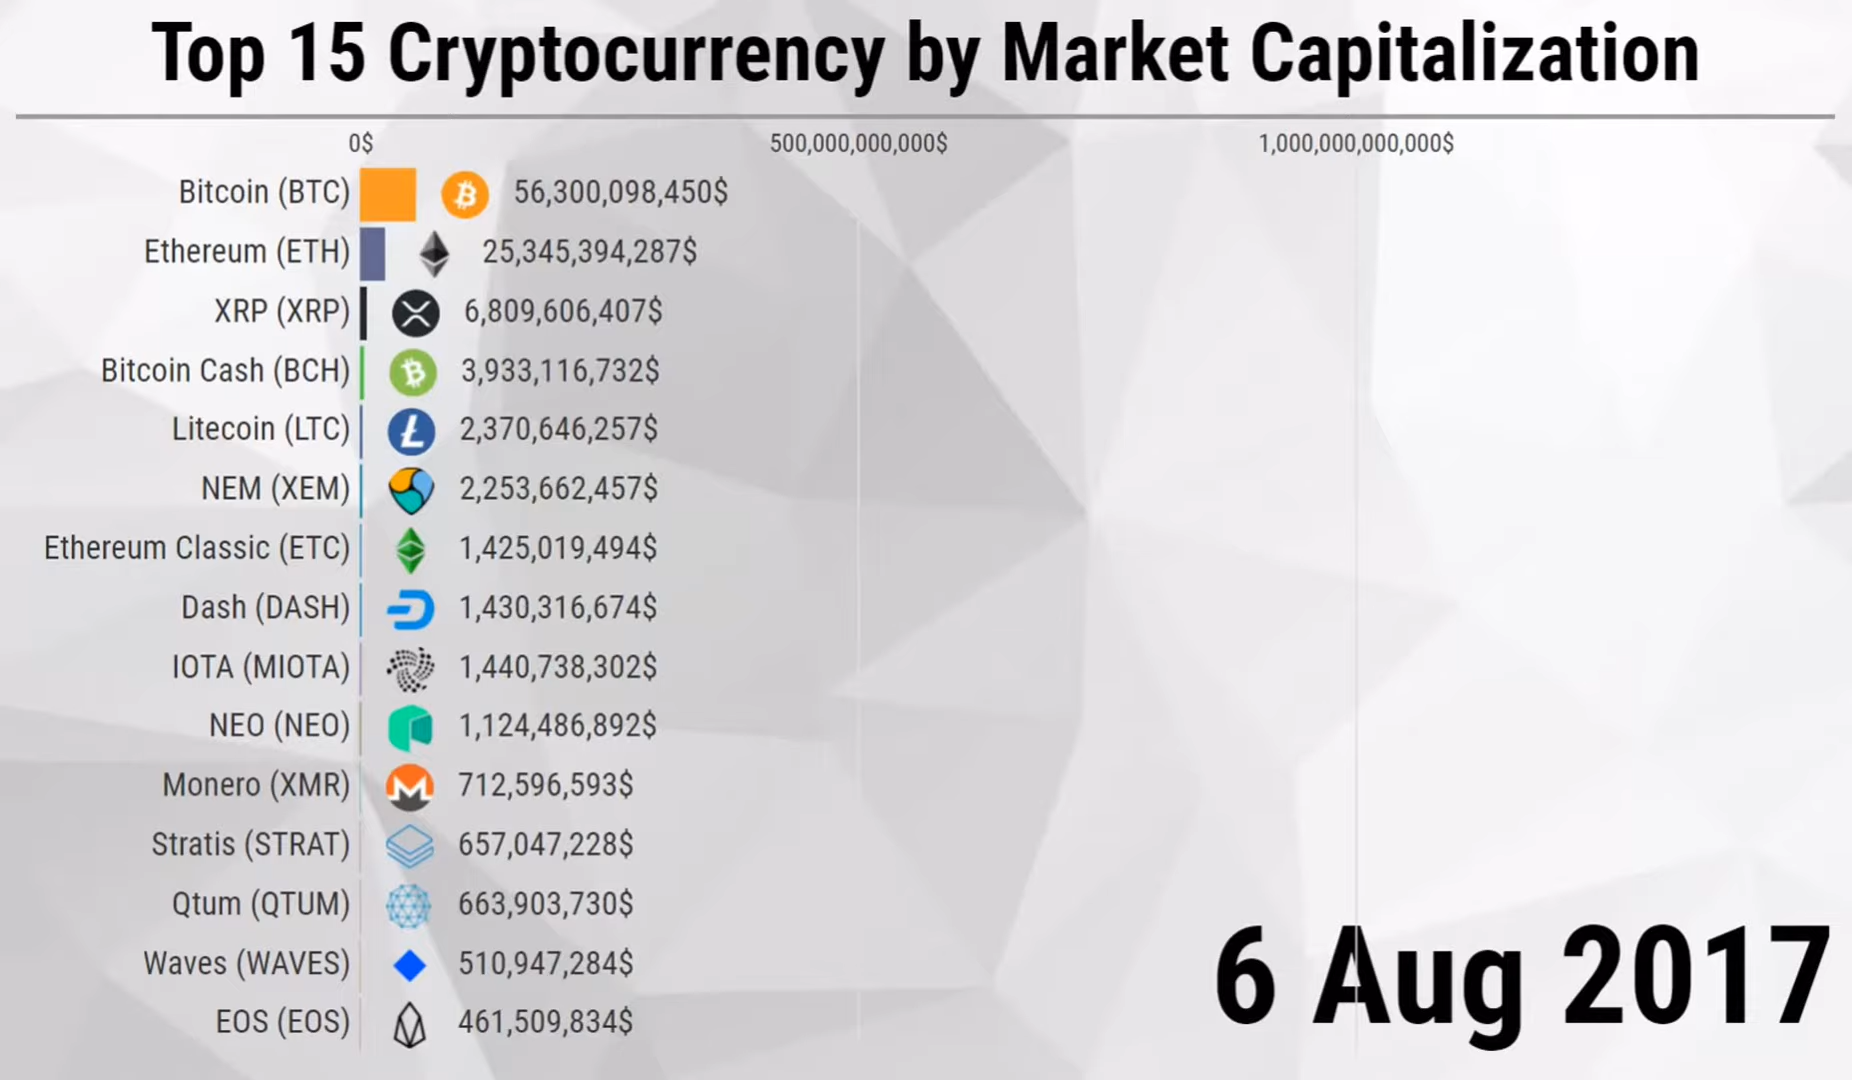 Top 15 Cryptocurrency by Market Capitalization
0$ 500,000,000,000$ 1,000,000,000,000$
Bitcoin (BTC) 56,300,098,450$
Ethereum (ETH) 25,345,394,287$
XRP (XRP) 6,809,606,407$
Bitcoin Cash (BCH) 3,933,116,732$
Litecoin (LTC) 2,370,646,257$
NEM (XEM) 2,253,662,457$
Ethereum Classic (ETC) 1,425,019,494$
Dash (DASH) 1,430,316,674$
IOTA (MIOTA) 1,440,738,302$
NEO (NEO) 1,124,486,892$
Monero (XMR) 712,596,593$
Stratis (STRAT) 657,047,228$
Qtum (QTUM) 663,903,730$
Waves (WAVES) 510,947,284$
EOS (EOS) 461,509,834$
6 Aug 2017